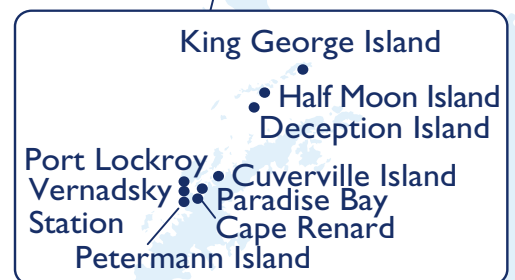 King George Island
Half Moon Island
Deception Island
Port Lockroy
Cuverville Island
Vernadsky
Station
Paradise Bay
Cape Renard
Petermann Island